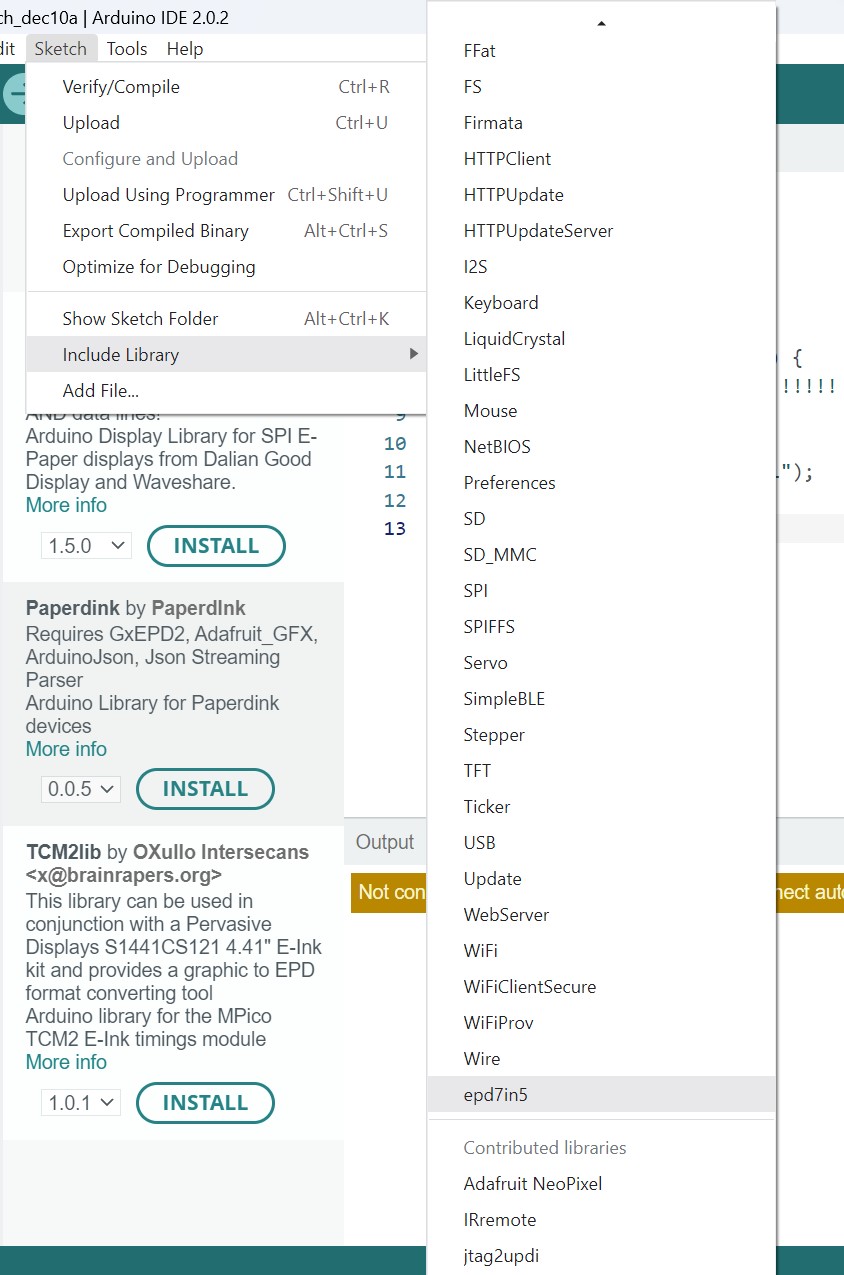 ch_dec10a | Arduino IDE 2.0.2
dit Sketch Tools Help
Verify/Compile Ctrl+R
Upload Ctrl+U
Configure and Upload
Upload Using Programmer Ctrl+Shift+U
Export Compiled Binary Alt+Ctrl+S
Optimize for Debugging
Show Sketch Folder Alt+Ctrl+K
Include Library
Add File...
AND data lines!
Arduino Display Library for SPI E-
Paper displays from Dalian Good
Display and Waveshare.
More info
1.5.0 INSTALL
Paperdink by PaperdInk
Requires GxEPD2, Adafruit_GFX,
ArduinoJson, Json Streaming
Parser
Arduino Library for Paperdink
devices
More info
0.0.5 INSTALL
TCM2lib by OXullo Intersecans
<x@brainrapers.org>
This library can be used in
conjunction with a Pervasive
Displays S1441CS121 4.41" E-Ink
kit and provides a graphic to EPD
format converting tool
Arduino library for the MPico
TCM2 E-Ink timings module
More info
1.0.1 INSTALL
9
10
11
12
13
Output
Not con
FFat
FS
Firmata
HTTPClient
HTTPUpdate
HTTPUpdateServer
I2S
Keyboard
LiquidCrystal
LittleFS
Mouse
NetBIOS
Preferences
SD
SD_MMC
SPI
SPIFFS
Servo
SimpleBLE
Stepper
TFT
Ticker
USB
Update
WebServer
WiFi
WiFiClientSecure
WiFiProv
Wire
epd7in5
Contributed libraries
Adafruit NeoPixel
IRremote
jtag2updi
) {
!!!!!
.");
nect auto